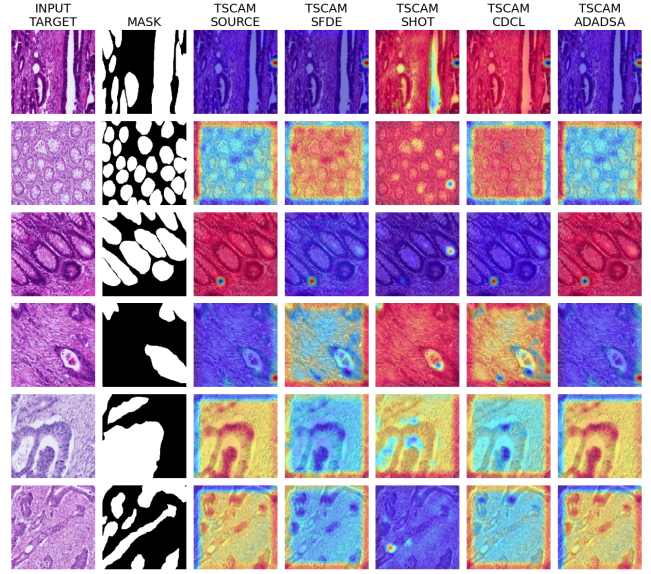 INPUT
TARGET
MASK
TSCAM
SOURCE
TSCAM
SFDE
TSCAM
SHOT
TSCAM
CDCL
TSCAM
ADADSA